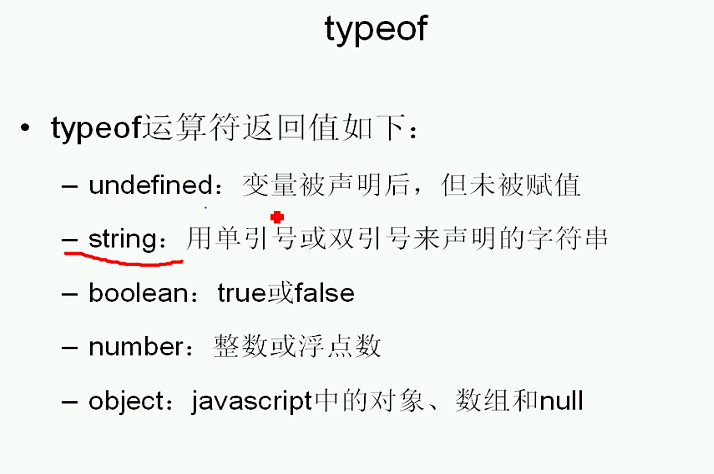 typeof
• typeof运算符返回值如下：
– undefined：变量被声明后，但未被赋值
– string：用单引号或双引号来声明的字符串
– boolean：true或false
– number：整数或浮点数
– object：javascript中的对象、数组和null